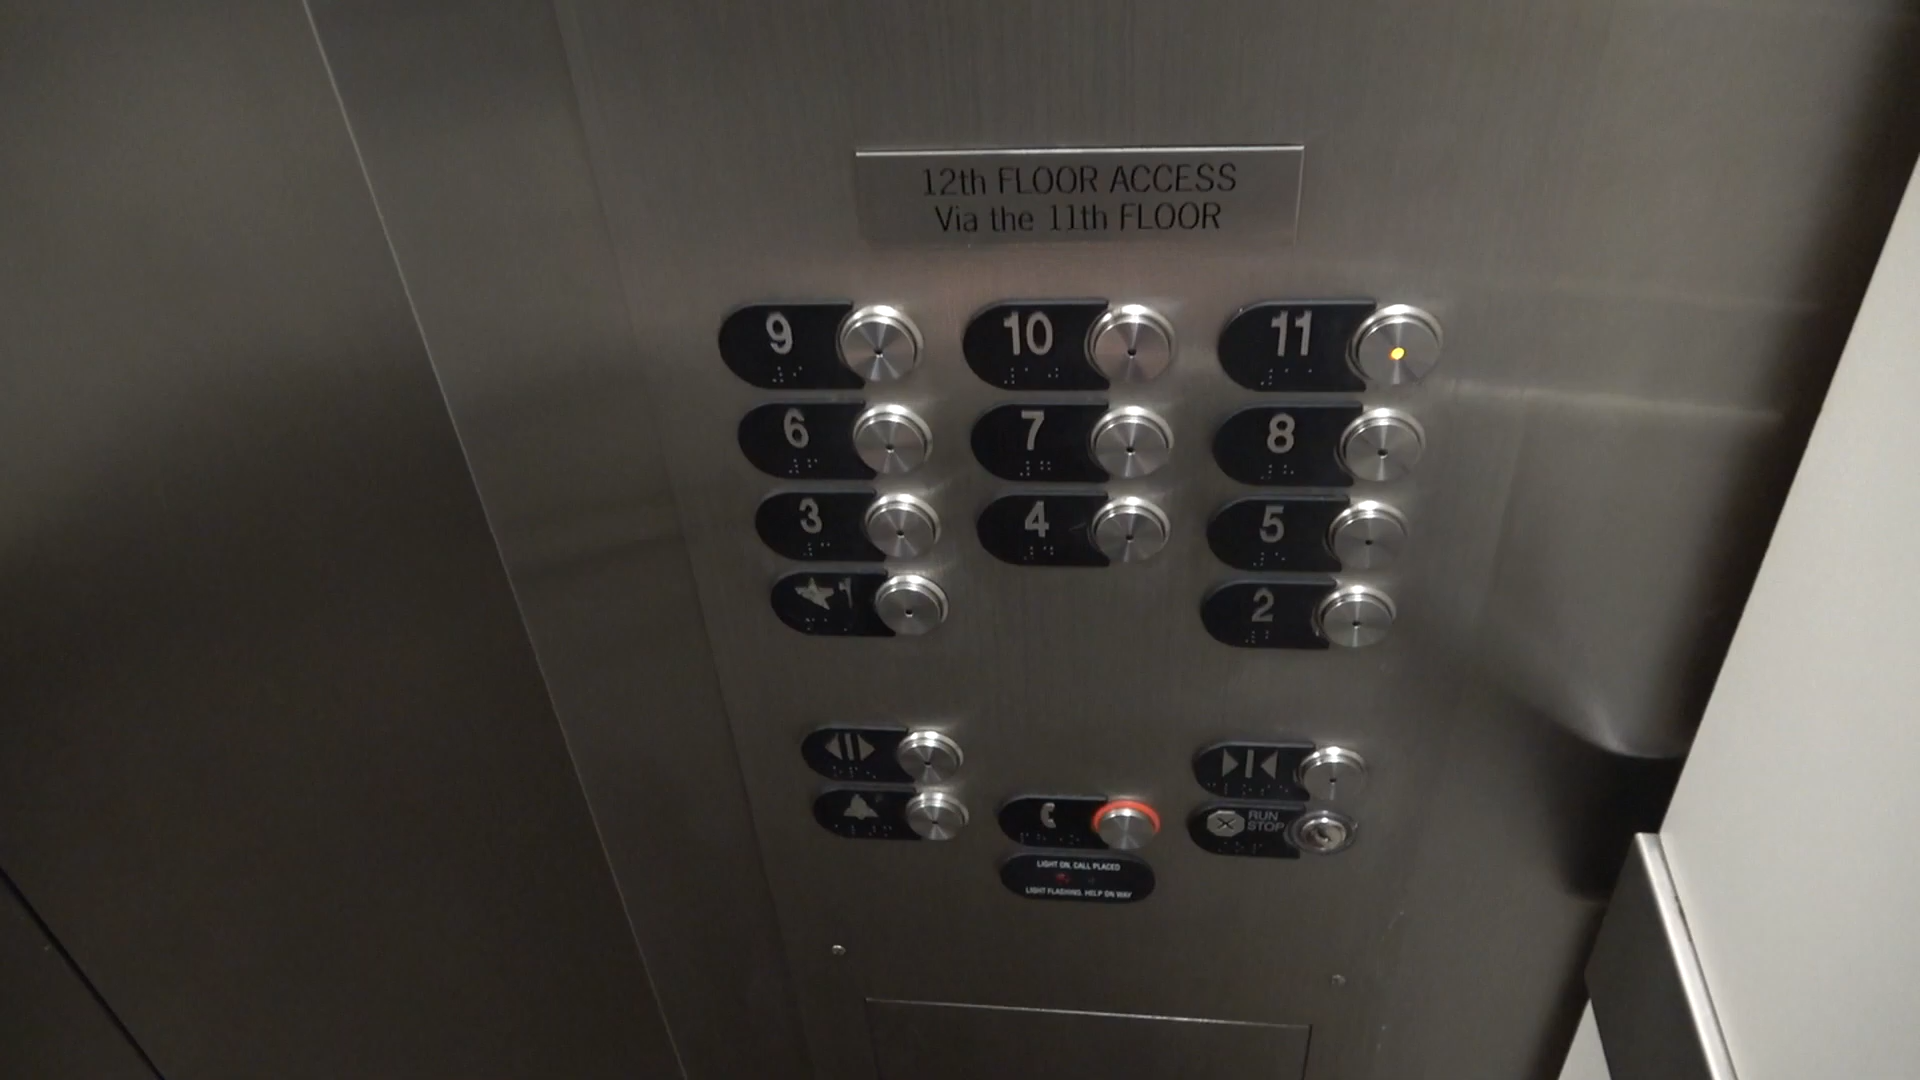 12th FLOOR ACCESS
Via the 11th FLOOR
9 10 11
6 7 8
3 4 5
2
RUN
STOP
LIGHT ON, CALL PLACED
LIGHT FLASHING, HELP ON WAY